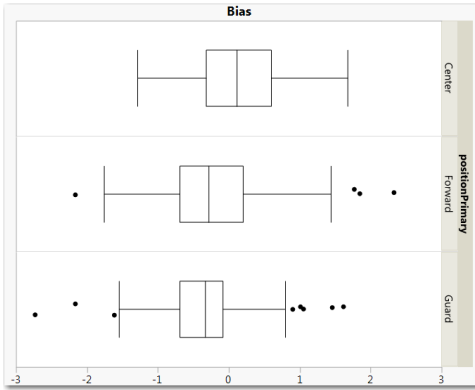 Bias
Center
Forward
Guard
positionPrimary
-3 -2 -1 0 1 2 3